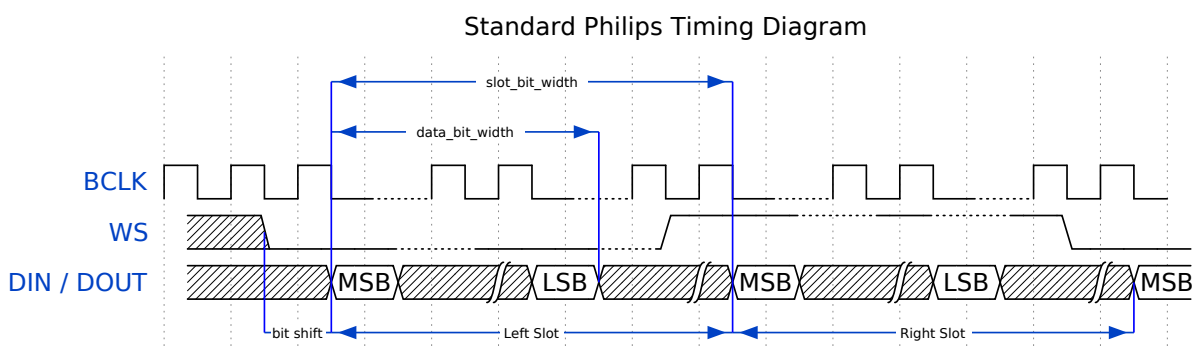 Standard Philips Timing Diagram
slot_bit_width
data_bit_width
BCLK
WS
DIN / DOUT
MSB
LSB
MSB
LSB
MSB
bit shift
Left Slot
Right Slot